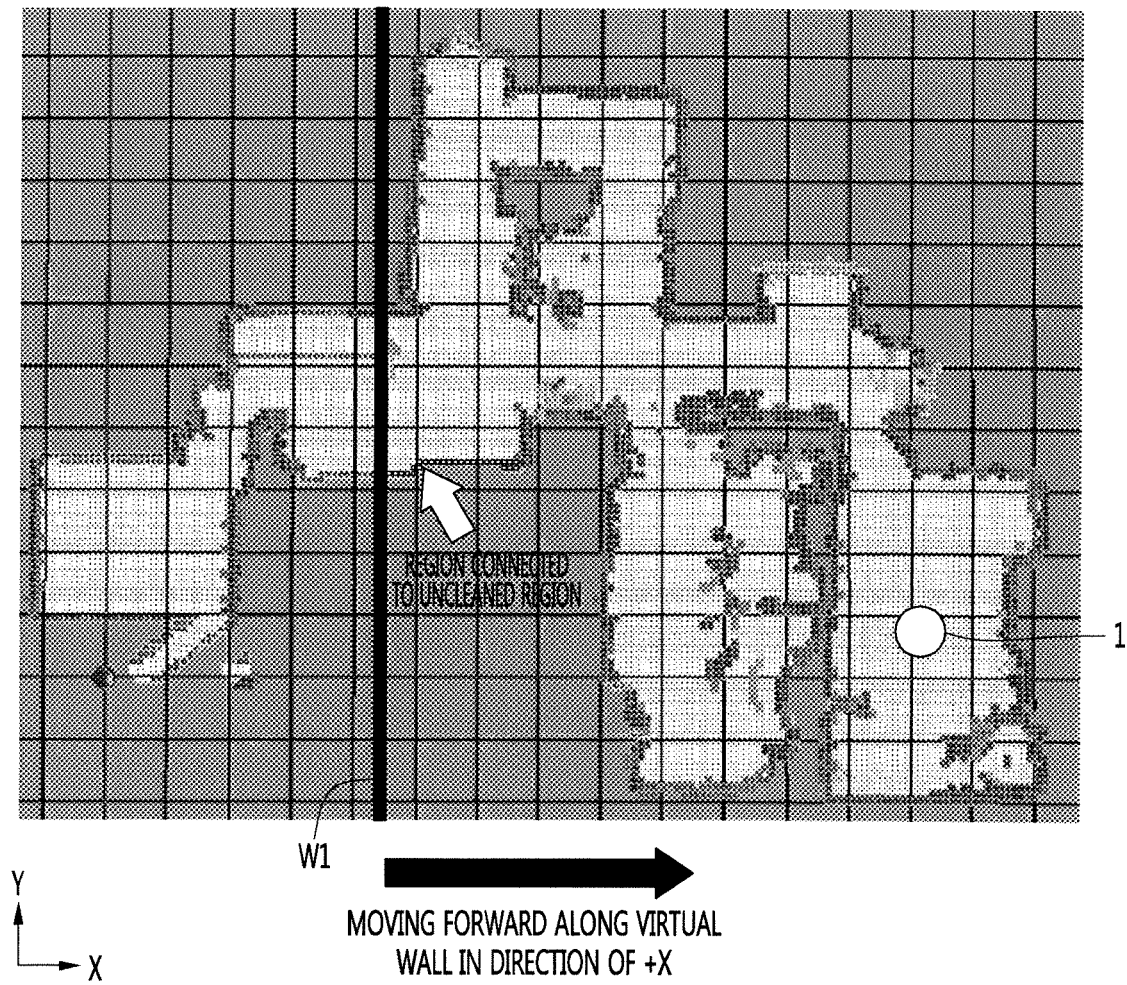 REGION CONNECTED
TO UNCLEANED REGION
1
W1
Y
X
MOVING FORWARD ALONG VIRTUAL
WALL IN DIRECTION OF +X